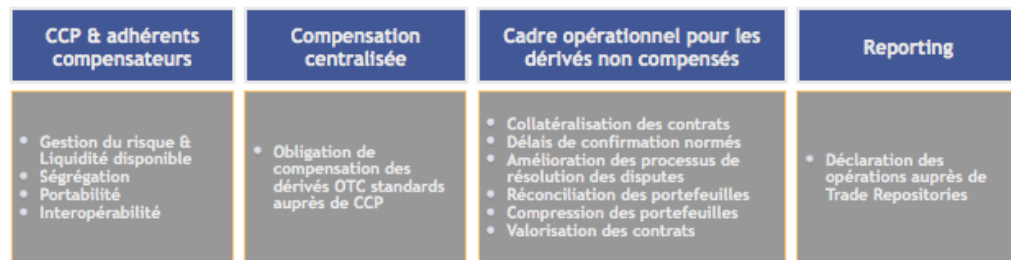 CCP & adhérents
compensateurs
Gestion du risque &
Liquidité disponible
Ségrégation
Portabilité
Interopérabilité
Compensation
centralisée
Obligation de
compensation des
dérivés OTC standards
auprès de CCP
Cadre opérationnel pour les
dérivés non compensés
Collatéralisation des contrats
Délais de confirmation normés
Amélioration des processus de
résolution des disputes
Réconciliation des portefeuilles
Compression des portefeuilles
Valorisation des contrats
Reporting
Déclaration des
opérations auprès de
Trade Repositories